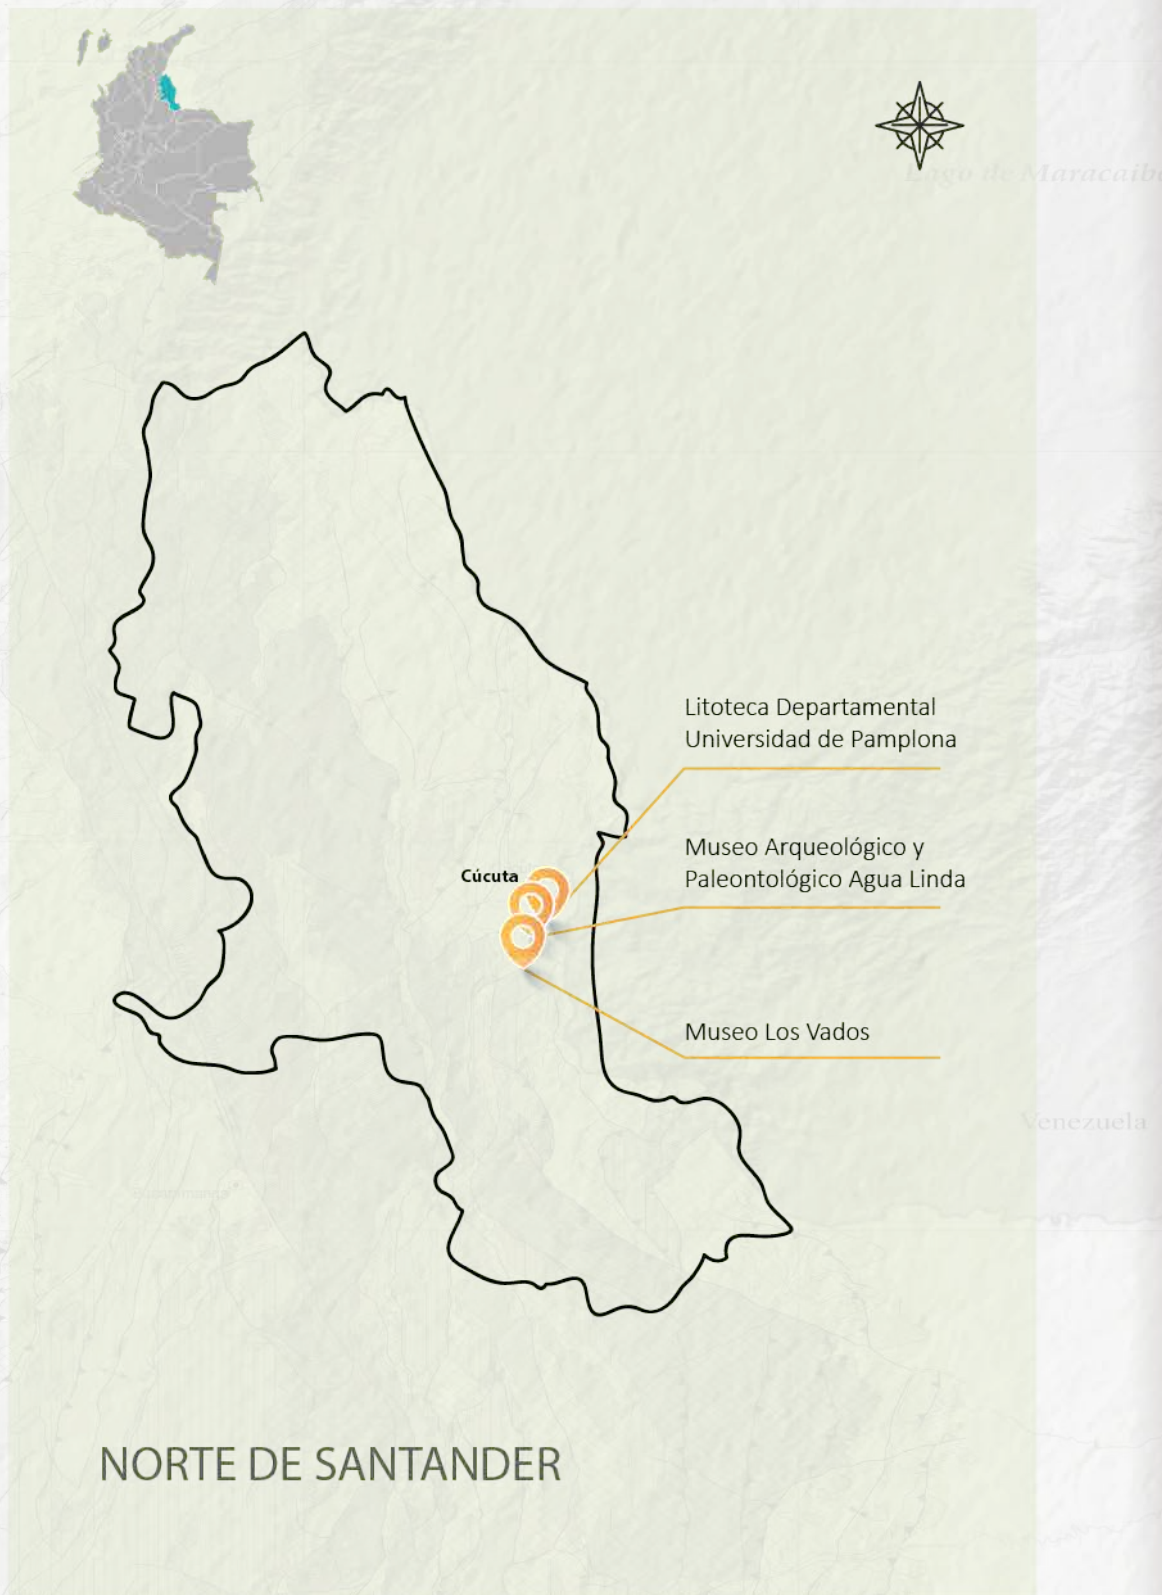 Lago de Maracaibo
Litoteca Departamental
Universidad de Pamplona
Museo Arqueológico y
Paleontológico Agua Linda
Cúcuta
Museo Los Vados
Venezuela
Bucaramanga
NORTE DE SANTANDER